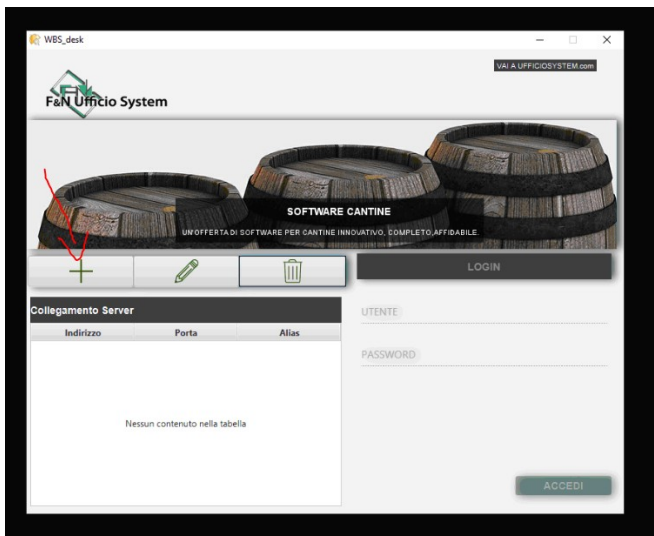 WBS_desk
VAI A UFFICIOSYSTEM.com
F&N Ufficio System
SOFTWARE CANTINE
UN'OFFERTA DI SOFTWARE PER CANTINE INNOVATIVO, COMPLETO,AFFIDABILE.
LOGIN
Collegamento Server
Indirizzo Porta Alias
Nessun contenuto nella tabella
UTENTE
PASSWORD
ACCEDI